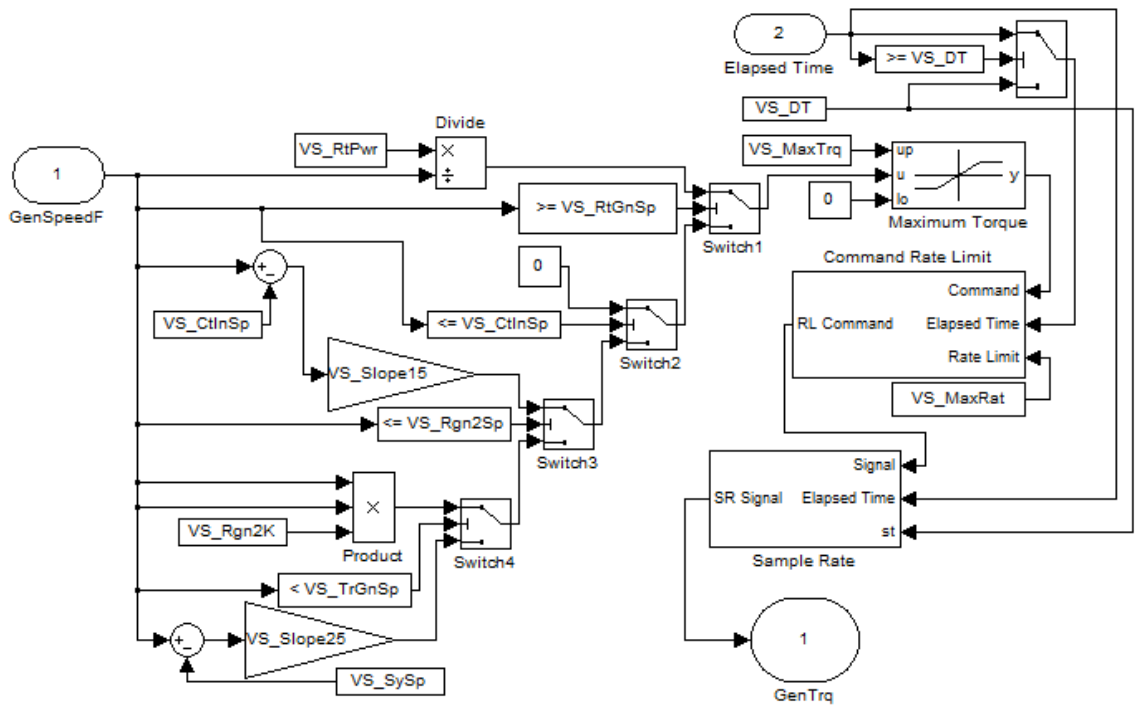 2
Elapsed Time
>= VS_DT
VS_DT
Divide
VS_RtPwr
×
÷
1
GenSpeedF
VS_MaxTrq
up
u
y
0
lo
Maximum Torque
>= VS_RtGnSp
Switch1
0
Command Rate Limit
Command
RL Command
Elapsed Time
Rate Limit
VS_MaxRat
+
−
VS_CtInSp
<= VS_CtInSp
Switch2
VS_Slope15
<= VS_Rgn2Sp
Switch3
×
VS_Rgn2K
Product
Switch4
Signal
SR Signal
Elapsed Time
st
Sample Rate
< VS_TrGnSp
+
−
VS_Slope25
VS_SySp
1
GenTrq